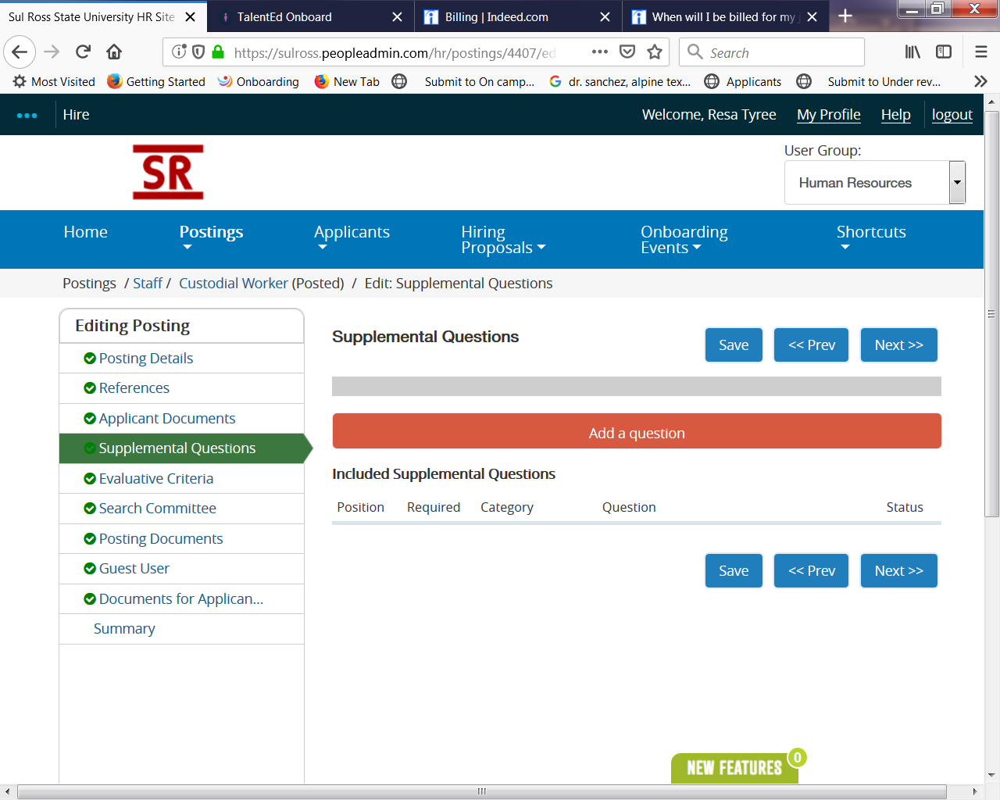 Sul Ross State University HR Site
TalentEd Onboard
Billing | Indeed.com
When will I be billed for my j
https://sulross.peopleadmin.com/hr/postings/4407/ed
Search
Most Visited
Getting Started
Onboarding
New Tab
Submit to On camp...
dr. sanchez, alpine tex...
Applicants
Submit to Under rev...
Hire
Welcome, Resa Tyree
My Profile
Help
logout
SR
User Group:
Human Resources
Home
Postings
Applicants
Hiring
Proposals
Onboarding
Events
Shortcuts
Postings / Staff / Custodial Worker (Posted) / Edit: Supplemental Questions
Editing Posting
Posting Details
References
Applicant Documents
Supplemental Questions
Evaluative Criteria
Search Committee
Posting Documents
Guest User
Documents for Applican...
Summary
Supplemental Questions
Save
<< Prev
Next >>
Add a question
Included Supplemental Questions
Position Required Category Question Status
Save
<< Prev
Next >>
NEW FEATURES
0